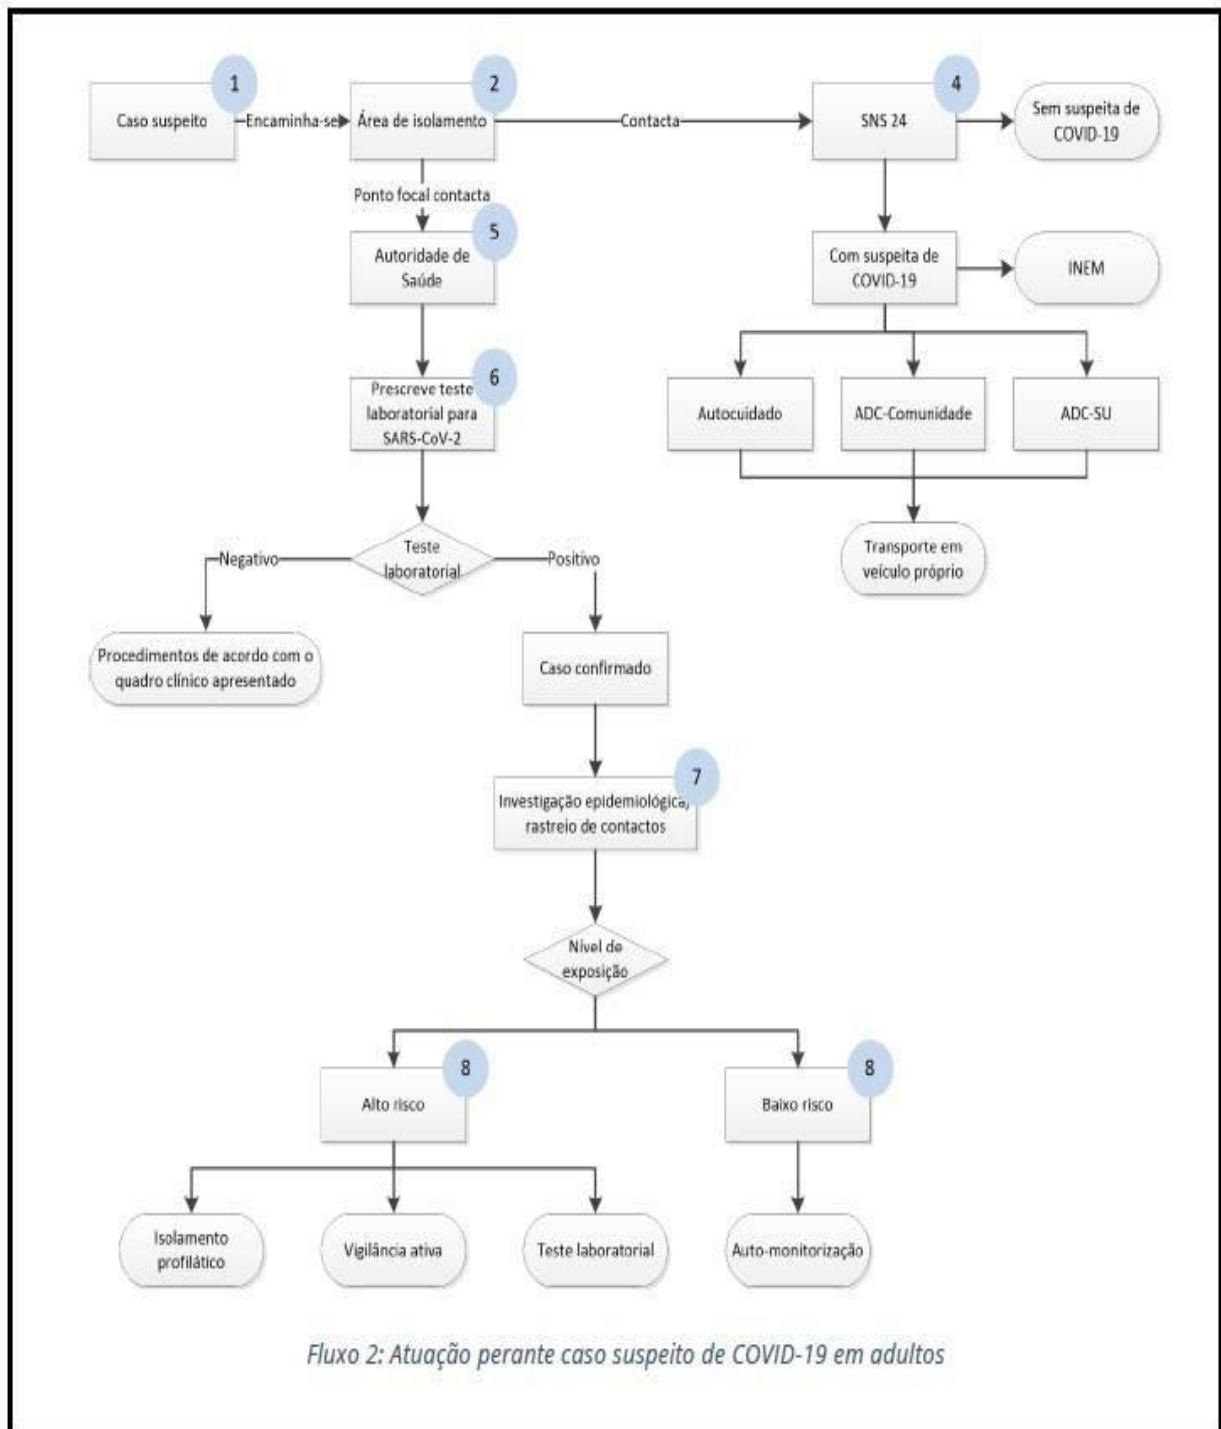 1
2
4
Caso suspeito
Encaminha-se
Área de isolamento
Contacta
SNS 24
Sem suspeita de
COVID-19
Ponto focal contacta
5
Autoridade de
Saúde
Com suspeita de
COVID-19
INEM
6
Prescreve teste
laboratorial para
SARS-CoV-2
Autocuidado
ADC-Comunidade
ADC-SU
Negativo
Teste
laboratorial
Positivo
Transporte em
veículo próprio
Procedimentos de acordo com o
quadro clínico apresentado
Caso confirmado
7
Investigação epidemiológica/
rastreio de contactos
Nível de
exposição
8
8
Alto risco
Baixo risco
Isolamento
profilático
Vigilância ativa
Teste laboratorial
Auto-monitorização
Fluxo 2: Atuação perante caso suspeito de COVID-19 em adultos